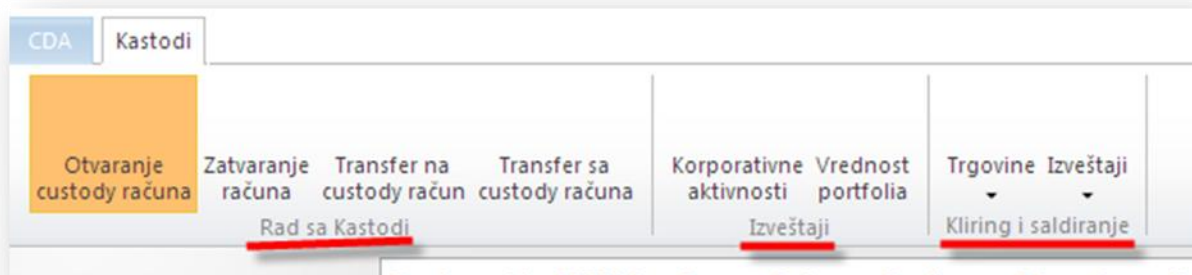 CDA Kastodi
Otvaranje Zatvaranje Transfer na Transfer sa Korporativne Vrednost Trgovine Izveštaji
custody računa računa custody račun custody računa aktivnosti portfolia
Rad sa Kastodi Izveštaji Kliring i saldiranje